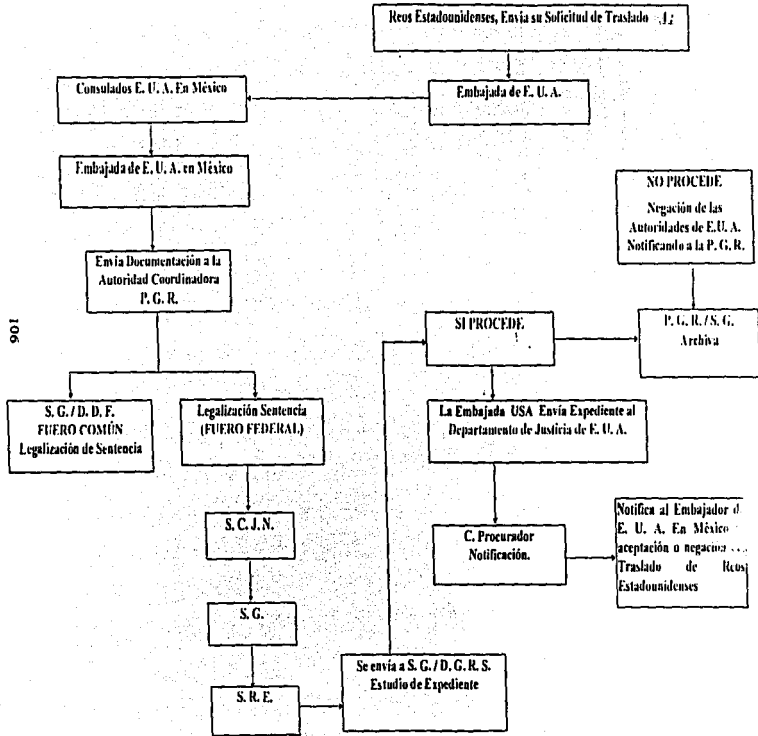 Reos Estadounidenses, Envía su Solicitud de Traslado
Embajada de E. U. A.
Consulados E. U. A. En México
Embajada de E. U. A. en México
Envía Documentación a la
Autoridad Coordinadora
P. G. R.
NO PROCEDE
Negación de las
Autoridades de E.U. A.
Notificando a la P. G. R.
P. G. R. / S. G.
Archiva
SI PROCEDE
S. G. / D. D. F.
FUERO COMÚN
Legalización de Sentencia
Legalización Sentencia
(FUERO FEDERAL)
La Embajada USA Envía Expediente al
Departamento de Justicia de E. U. A.
S. C. J. N.
C. Procurador
Notificación.
Notifica al Embajador
E. U. A. En México
aceptación o negación
Traslado de Reos
Estadounidenses
S. G.
Se envía a S. G. / D. G. R. S.
Estudio de Expediente
S. R. E.
106